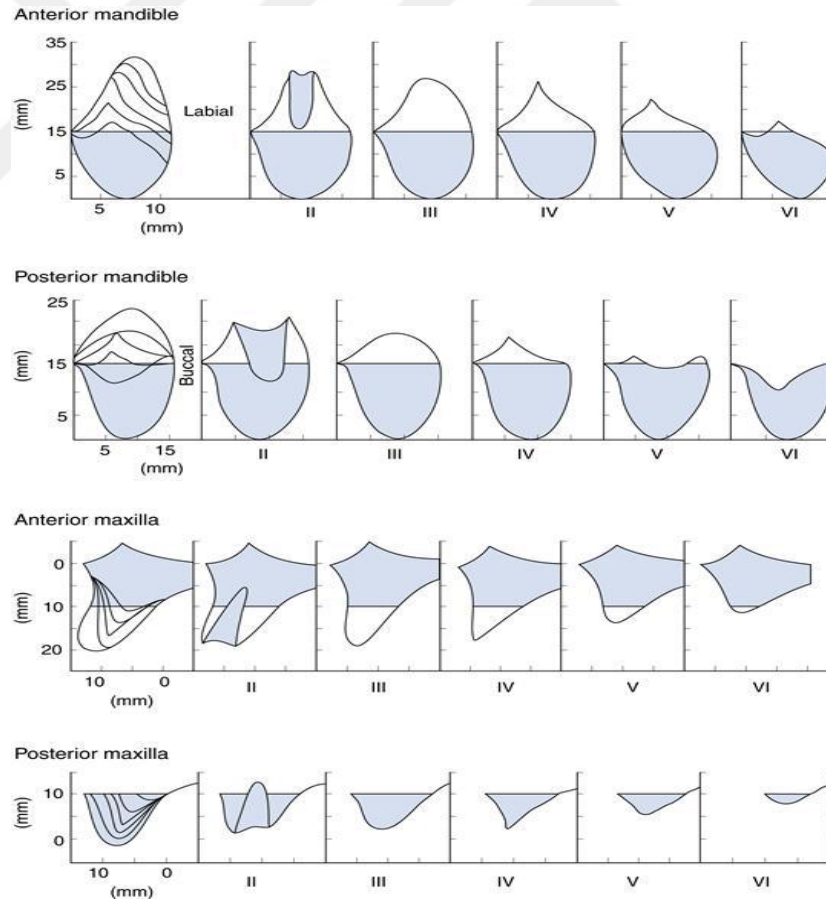 Anterior mandible
35
25
15
5
(mm)
Labial
5 10
(mm)
II III IV V VI
Posterior mandible
25
15
5
(mm)
Buccal
5 15
(mm)
II III IV V VI
Anterior maxilla
0
10
20
(mm)
10 0
(mm)
II III IV V VI
Posterior maxilla
10
0
(mm)
10 0
(mm)
II III IV V VI